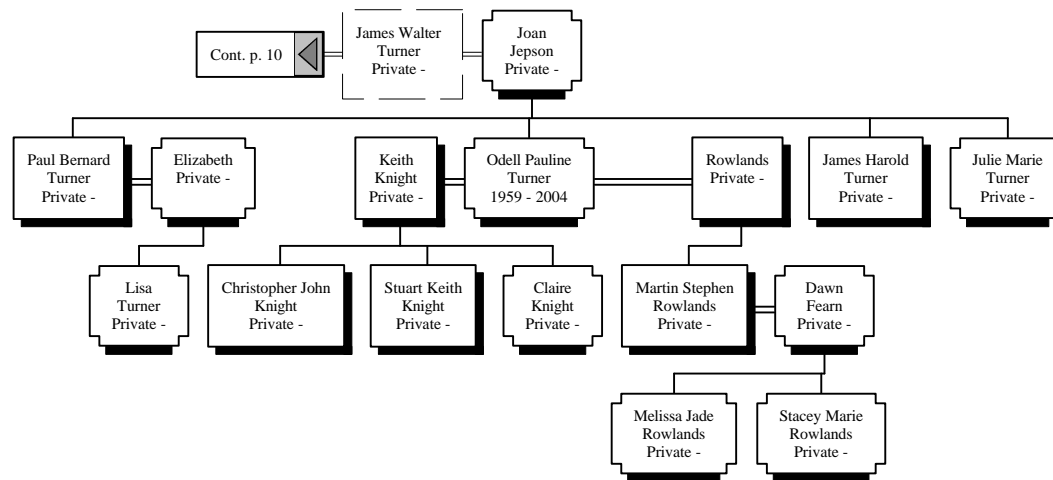 Cont. p. 10
James Walter
Turner
Private -
Joan
Jepson
Private -
Paul Bernard
Turner
Private -
Elizabeth
Private -
Keith
Knight
Private -
Odell Pauline
Turner
1959 - 2004
Rowlands
Private -
James Harold
Turner
Private -
Julie Marie
Turner
Private -
Lisa
Turner
Private -
Christopher John
Knight
Private -
Stuart Keith
Knight
Private -
Claire
Knight
Private -
Martin Stephen
Rowlands
Private -
Dawn
Fearn
Private -
Melissa Jade
Rowlands
Private -
Stacey Marie
Rowlands
Private -